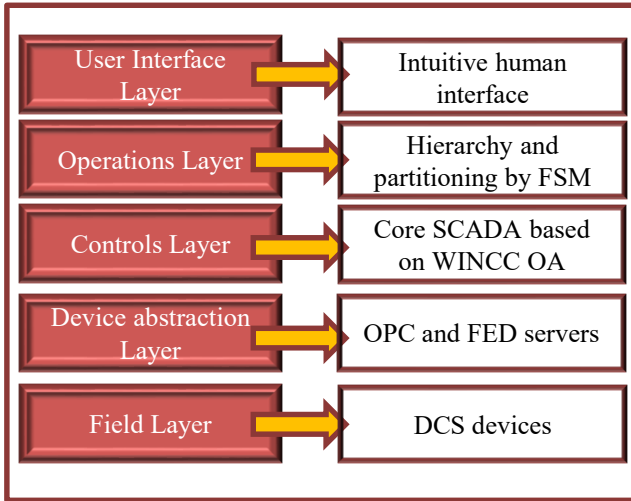 User Interface
Layer
Intuitive human
interface
Operations Layer
Hierarchy and
partitioning by FSM
Controls Layer
Core SCADA based
on WINCC OA
Device abstraction
Layer
OPC and FED servers
Field Layer
DCS devices